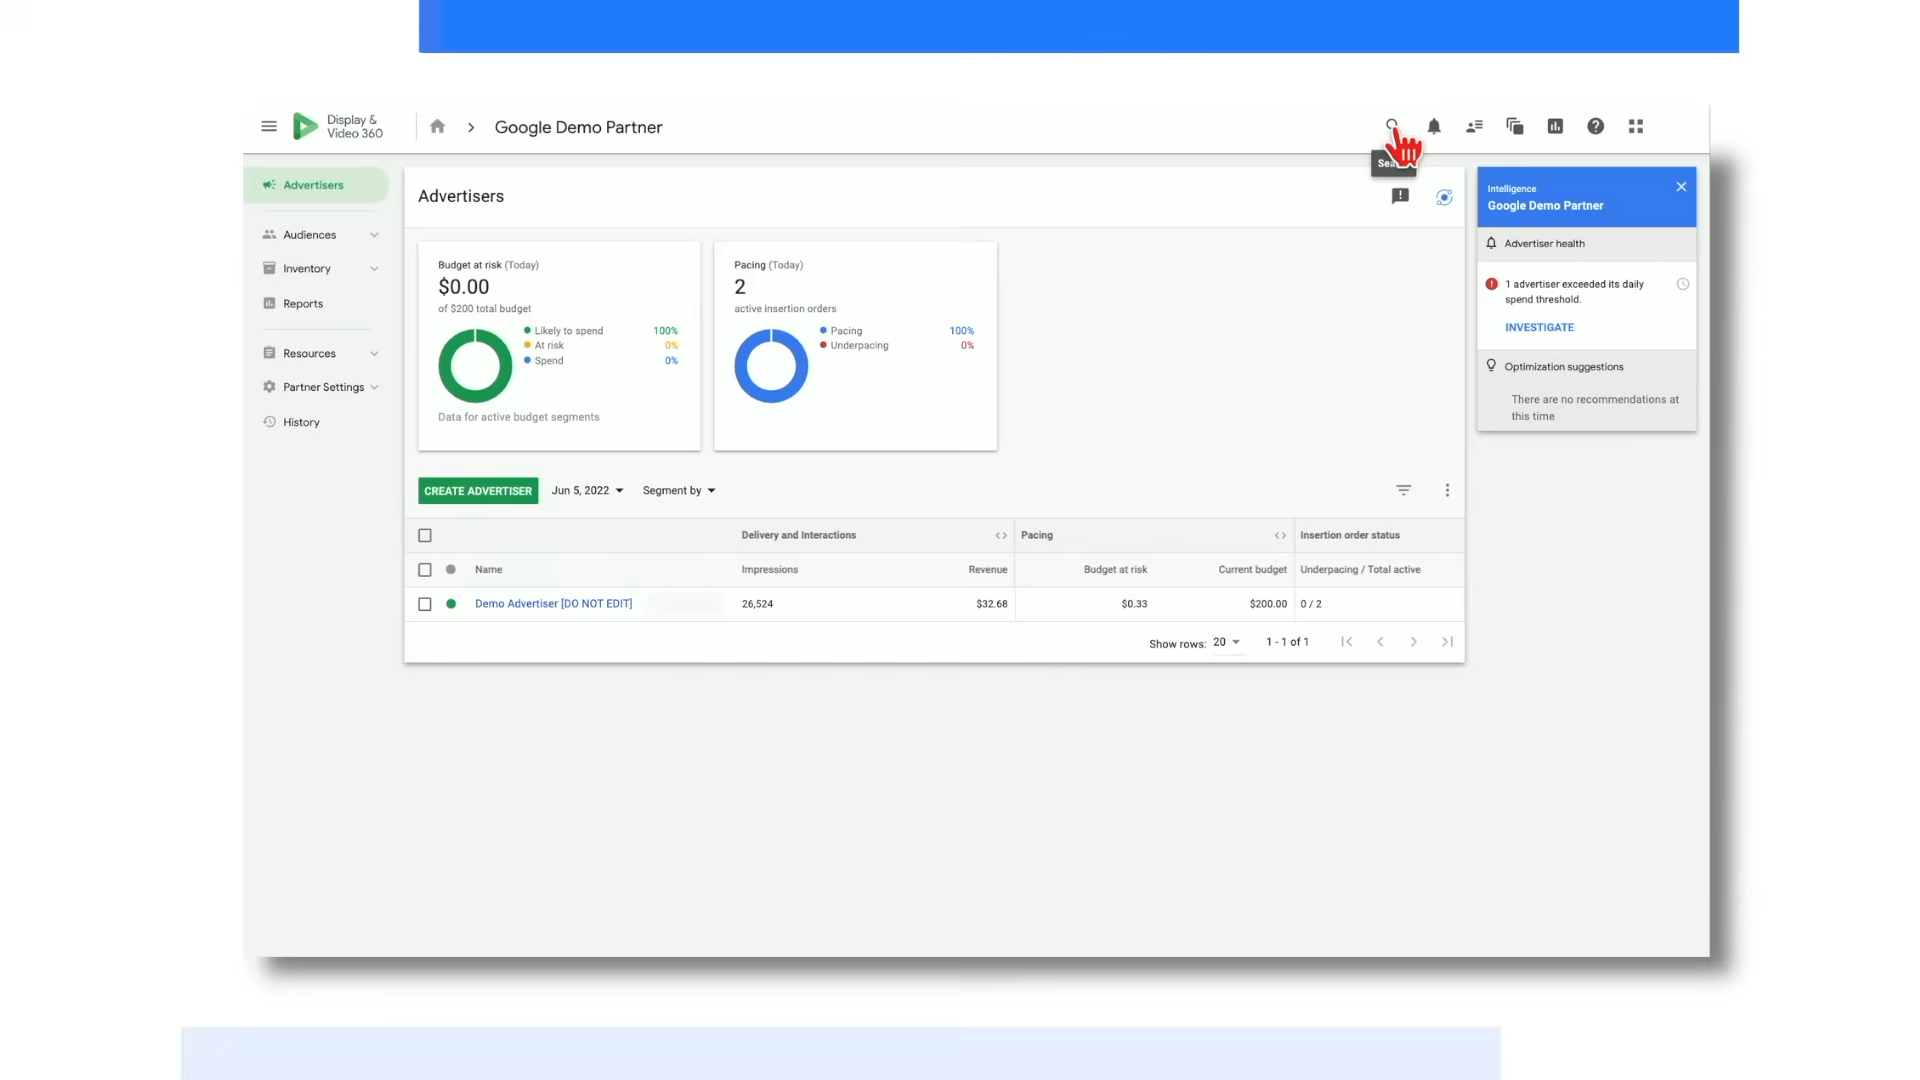 Display &
Video 360
Google Demo Partner
Advertisers
Audiences
Inventory
Reports
Resources
Partner Settings
History
Advertisers
Budget at risk (Today)
$0.00
of $200 total budget
Likely to spend 100%
At risk 0%
Spend 0%
Data for active budget segments
Pacing (Today)
2
active insertion orders
Pacing 100%
Underpacing 0%
Intelligence
Google Demo Partner
Advertiser health
1 advertiser exceeded its daily
spend threshold.
INVESTIGATE
Optimization suggestions
There are no recommendations at
this time
CREATE ADVERTISER Jun 5, 2022 Segment by
Delivery and Interactions Pacing Insertion order status
Name Impressions Revenue Budget at risk Current budget Underpacing / Total active
Demo Advertiser [DO NOT EDIT] 26,524 $32.68 $0.33 $200.00 0 / 2
Show rows: 20 1 - 1 of 1